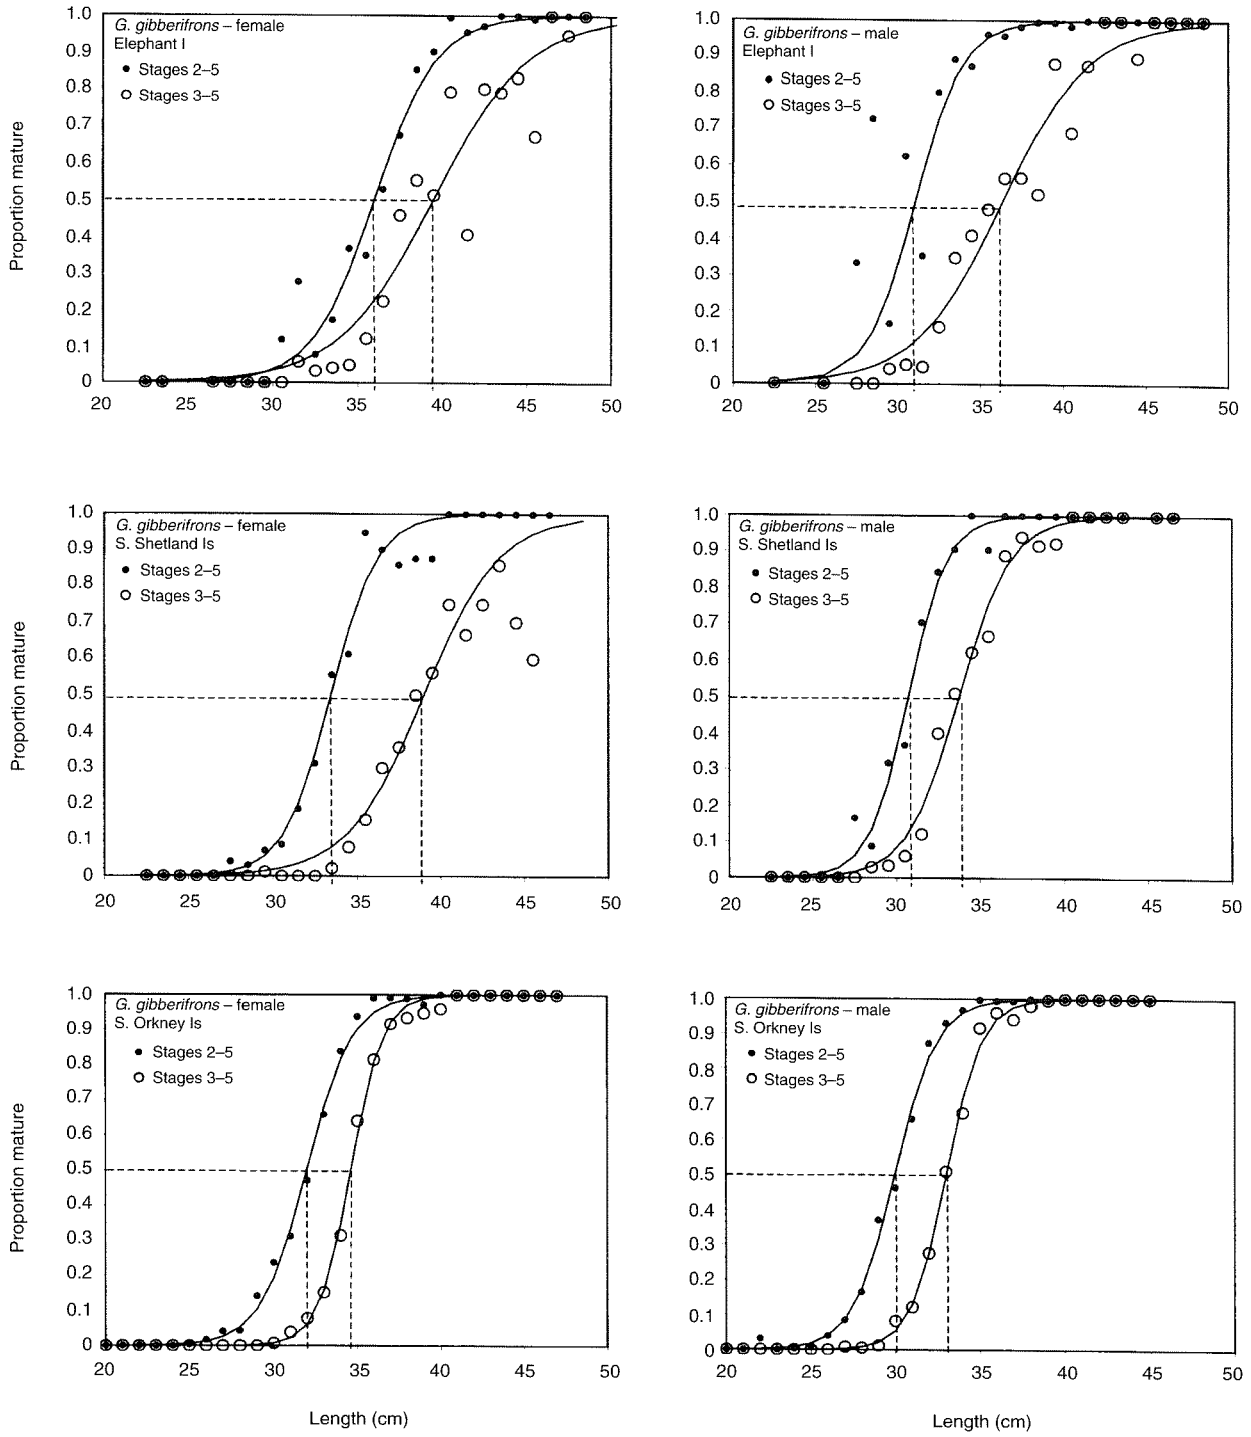 G. gibberifrons – female
Elephant I
Stages 2–5
Stages 3–5
Proportion mature
1.0
0.9
0.8
0.7
0.6
0.5
0.4
0.3
0.2
0.1
0
20 25 30 35 40 45 50
G. gibberifrons – male
Elephant I
Stages 2–5
Stages 3–5
1.0
0.9
0.8
0.7
0.6
0.5
0.4
0.3
0.2
0.1
0
20 25 30 35 40 45 50
G. gibberifrons – female
S. Shetland Is
Stages 2–5
Stages 3–5
Proportion mature
1.0
0.9
0.8
0.7
0.6
0.5
0.4
0.3
0.2
0.1
0
20 25 30 35 40 45 50
G. gibberifrons – male
S. Shetland Is
Stages 2–5
Stages 3–5
1.0
0.9
0.8
0.7
0.6
0.5
0.4
0.3
0.2
0.1
0
20 25 30 35 40 45 50
G. gibberifrons – female
S. Orkney Is
Stages 2–5
Stages 3–5
Proportion mature
1.0
0.9
0.8
0.7
0.6
0.5
0.4
0.3
0.2
0.1
0
20 25 30 35 40 45 50
Length (cm)
G. gibberifrons – male
S. Orkney Is
Stages 2–5
Stages 3–5
1.0
0.9
0.8
0.7
0.6
0.5
0.4
0.3
0.2
0.1
0
20 25 30 35 40 45 50
Length (cm)